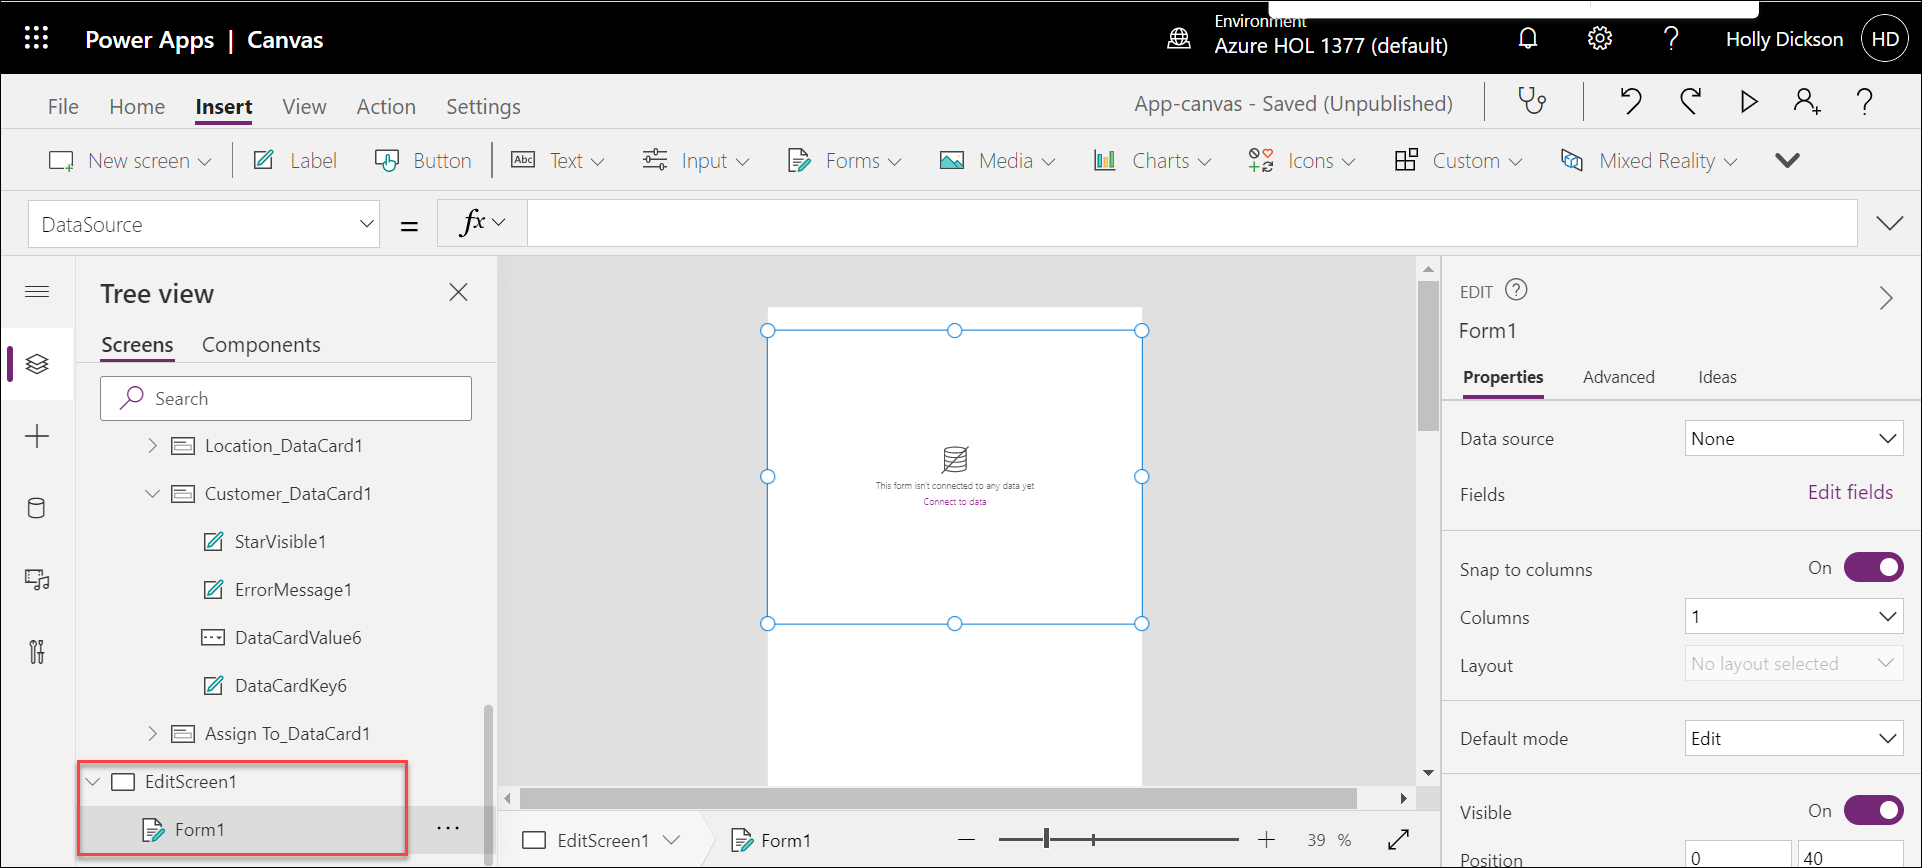 Power Apps | Canvas
Environment
Azure HOL 1377 (default)
?
Holly Dickson
HD
File Home Insert View Action Settings
App-canvas - Saved (Unpublished)
?
New screen Label Button Abc Text Input Forms Media Charts Icons Custom Mixed Reality
DataSource = fx
Tree view
Screens Components
Search
Location_DataCard1
Customer_DataCard1
StarVisible1
ErrorMessage1
DataCardValue6
DataCardKey6
Assign To_DataCard1
EditScreen1
Form1 ...
This form isn't connected to any data yet
Connect to data
EditScreen1 Form1
39 %
EDIT ?
Form1
Properties Advanced Ideas
Data source None
Fields Edit fields
Snap to columns On
Columns 1
Layout No layout selected
Default mode Edit
Visible On
Position 0 40